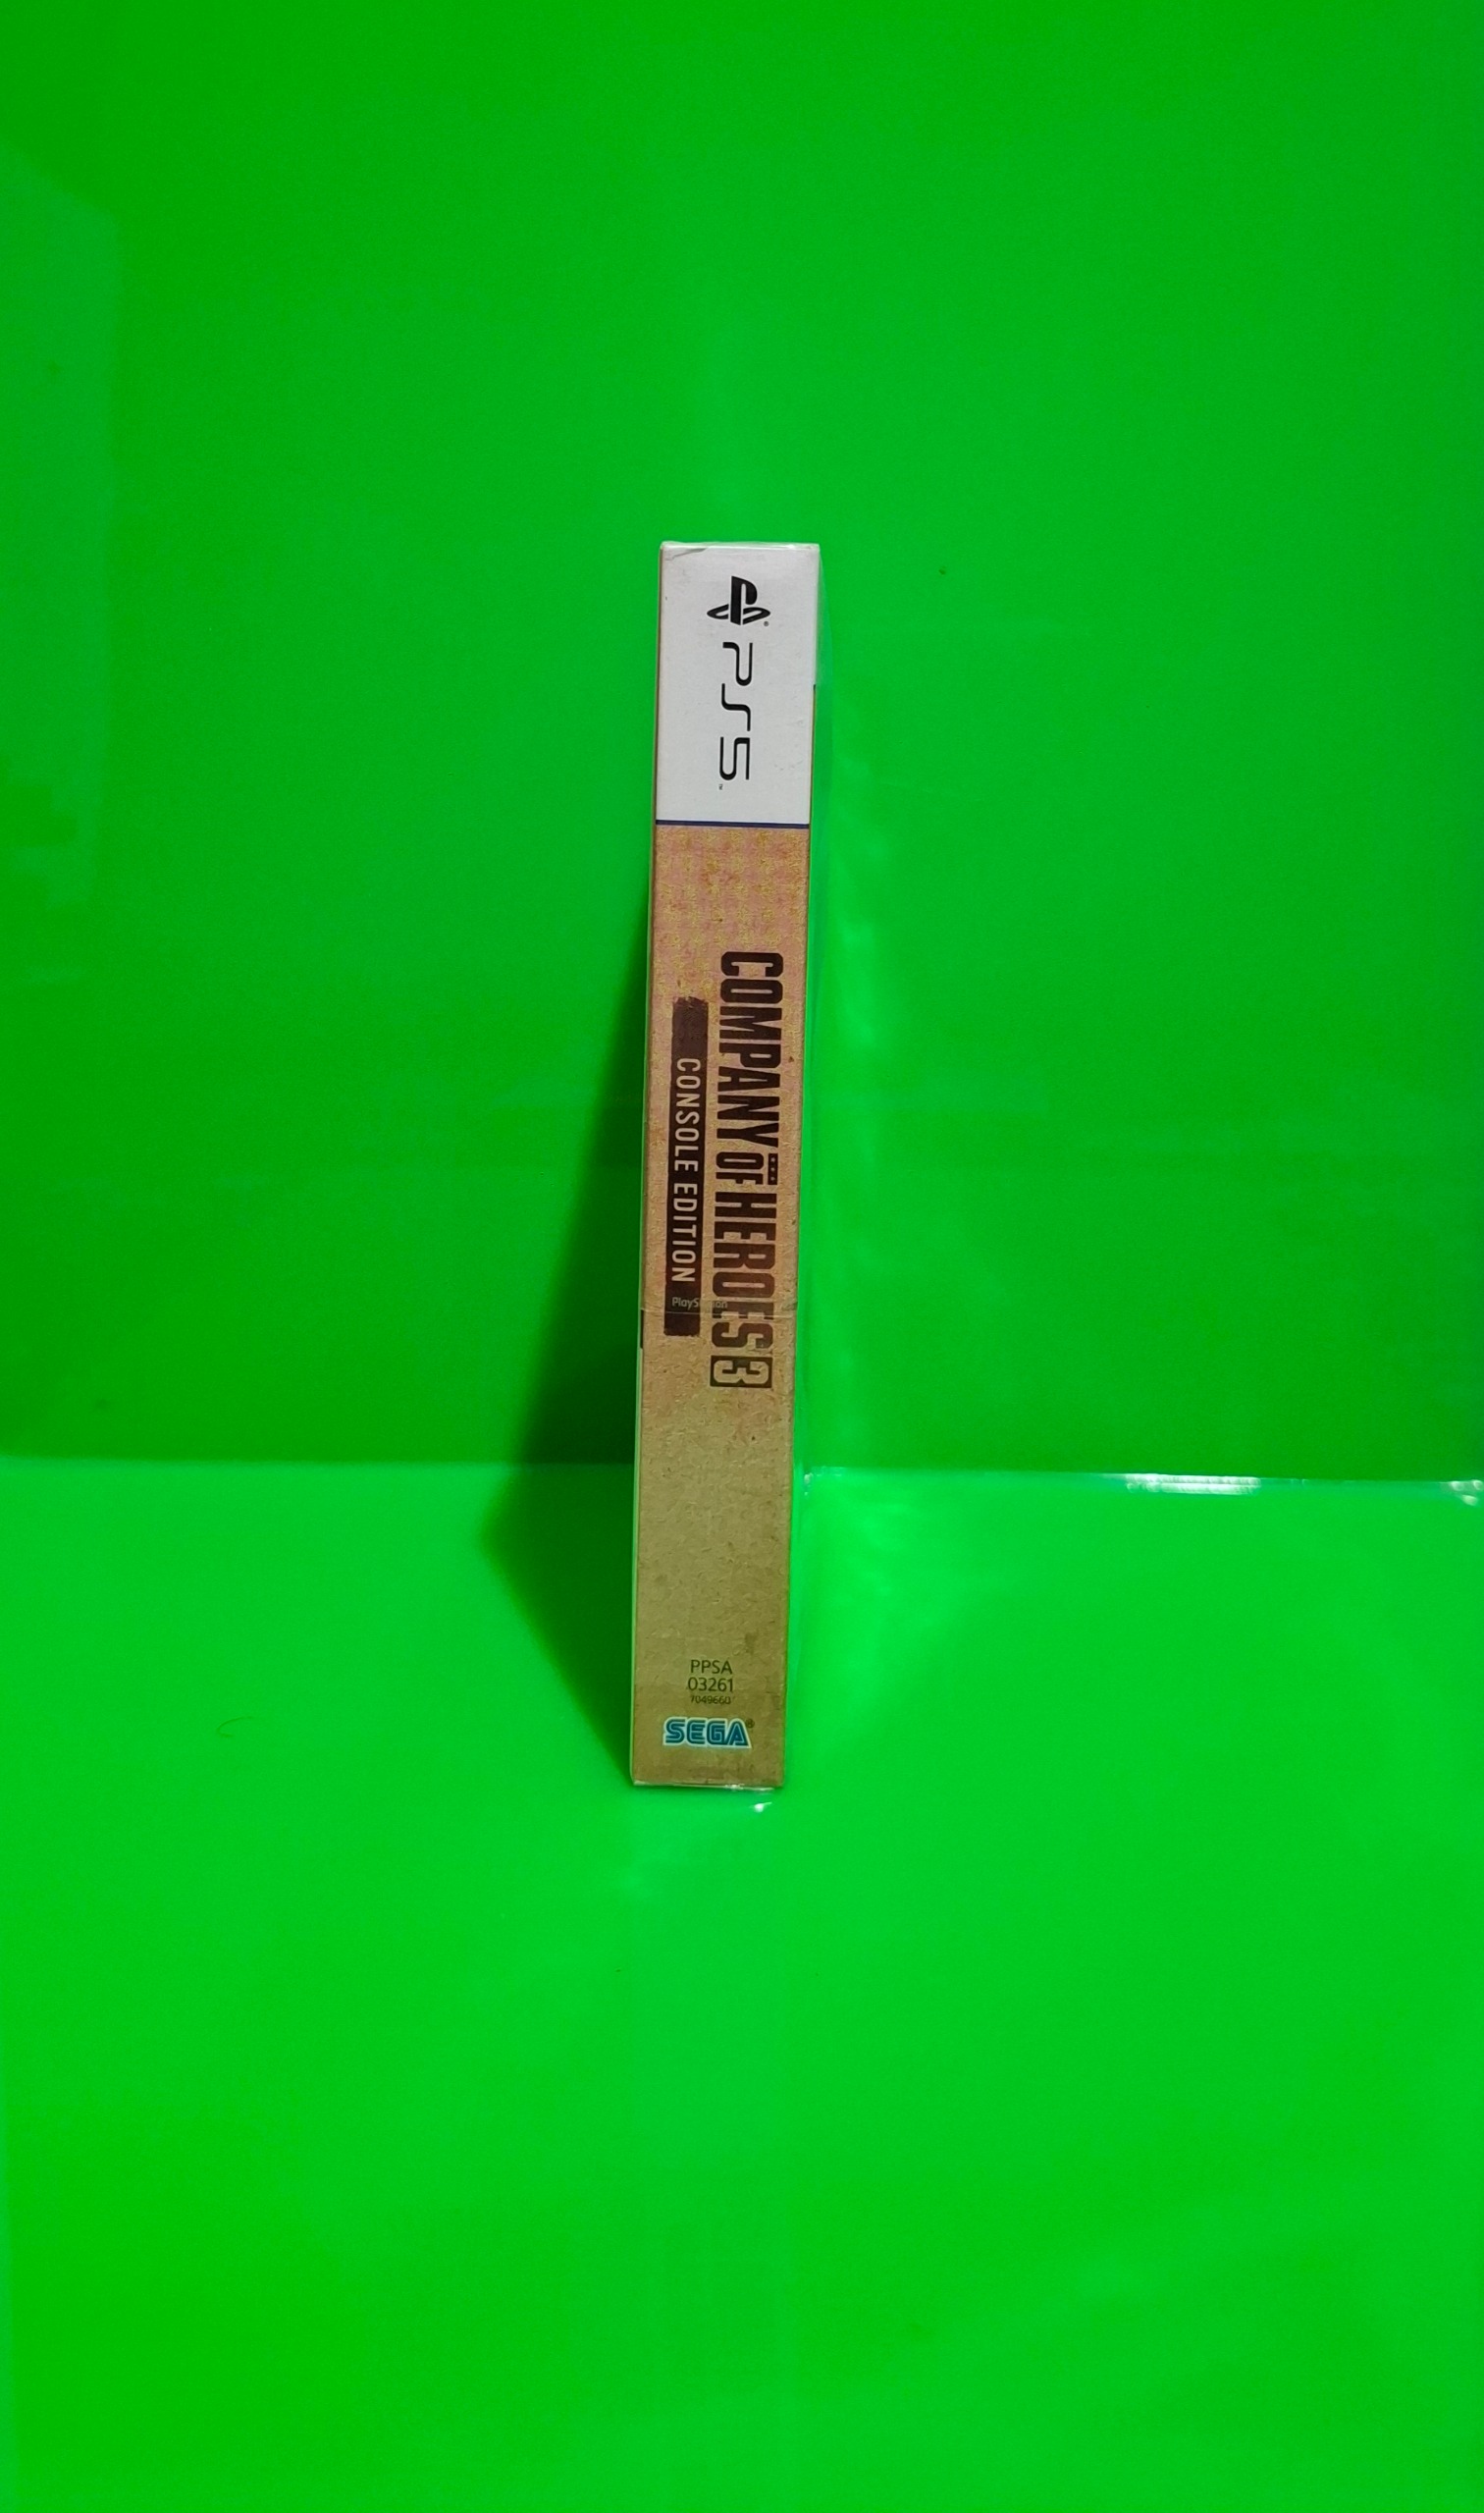 PS5
COMPANY OF HEROES 3
CONSOLE EDITION
PlayStation
PPSA
03261
7049660
SEGA